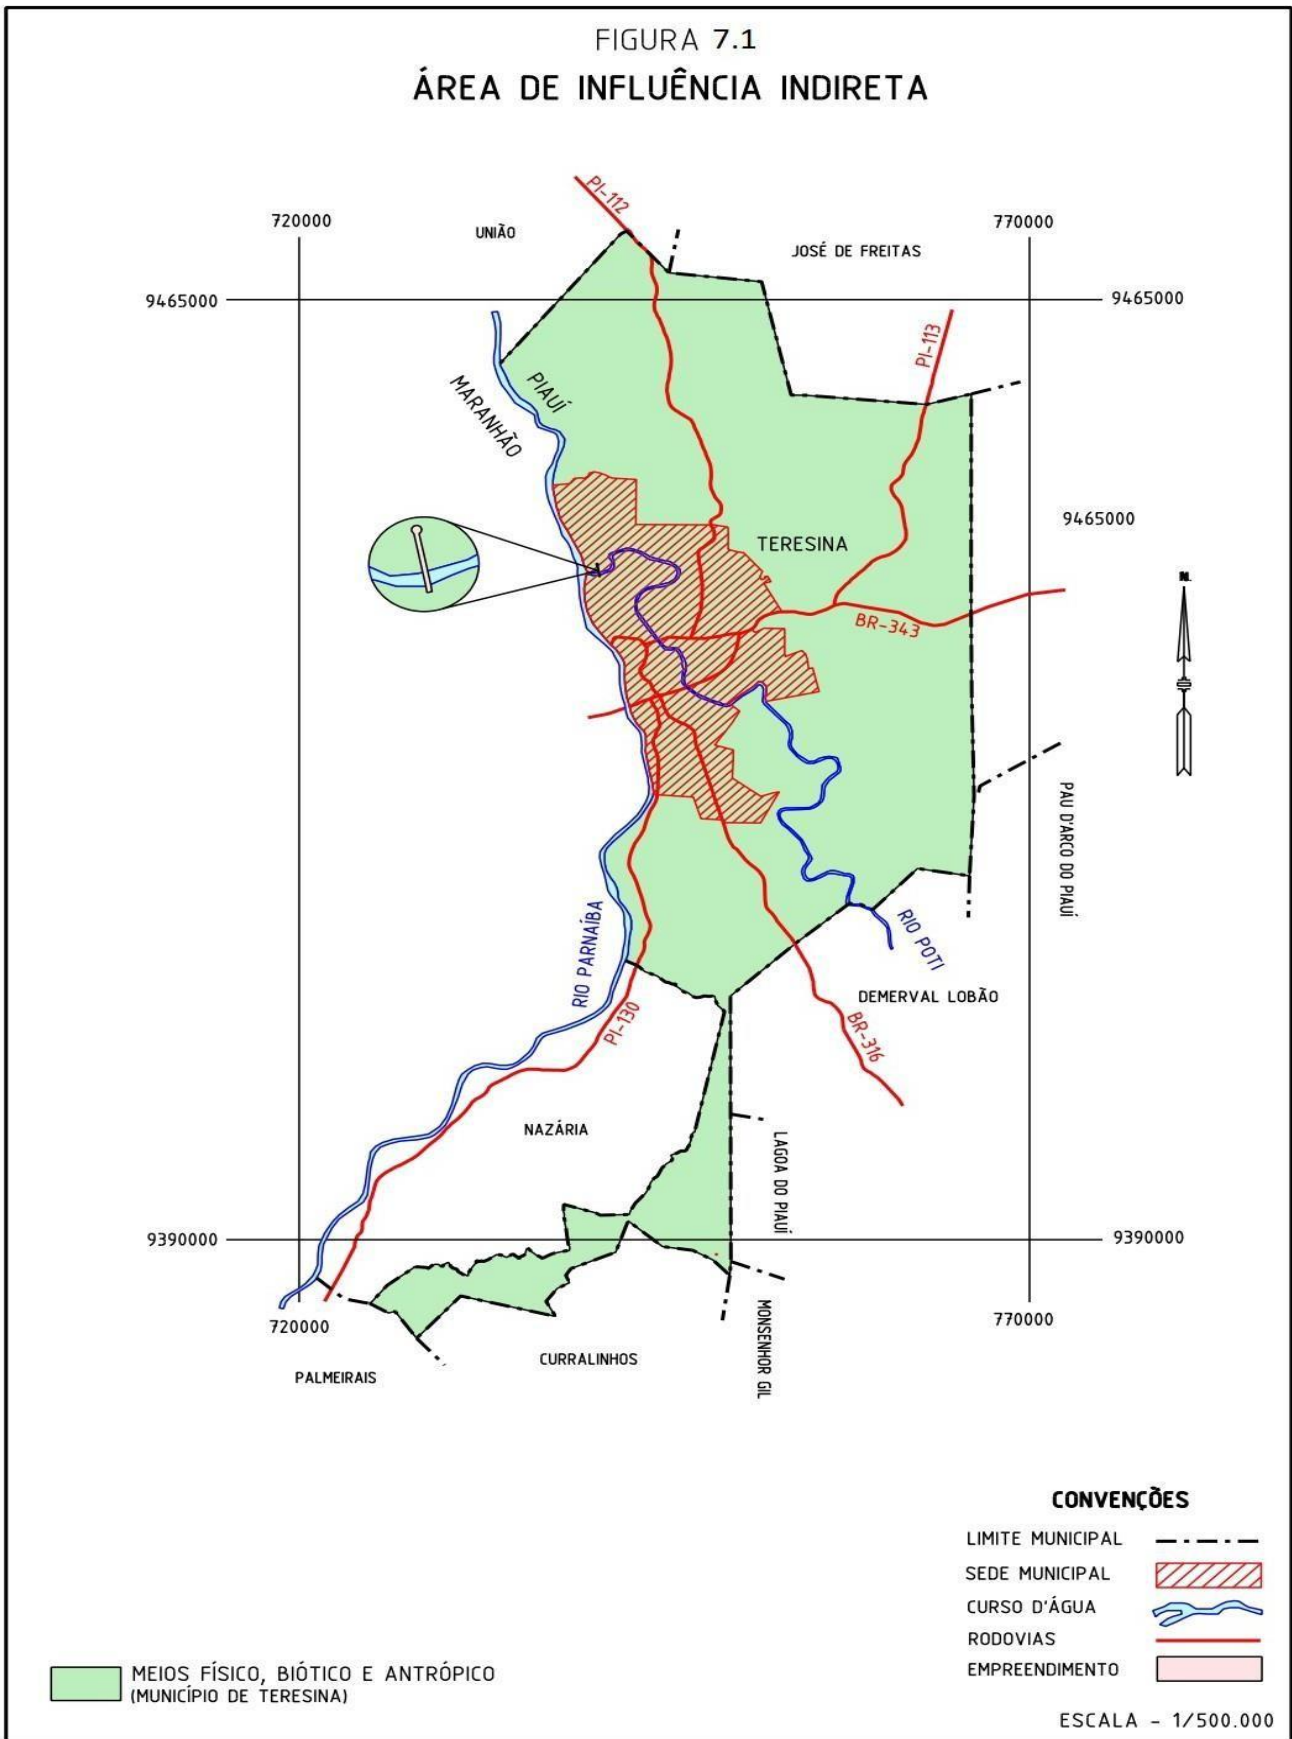 FIGURA 7.1
ÁREA DE INFLUÊNCIA INDIRETA
PI-112
720000
UNIÃO
770000
JOSÉ DE FREITAS
9465000
9465000
PI-113
PIAUÍ
MARANHÃO
9465000
TERESINA
N.
BR-343
PAU D'ARCO DO PIAUÍ
RIO PARNAÍBA
RIO POTI
DEMERVAL LOBÃO
PI-130
BR-316
NAZÁRIA
LAGOA DO PIAUÍ
9390000
9390000
720000
770000
MONSENHOR GIL
CURRALINHOS
PALMEIRAIS
CONVENÇÕES
LIMITE MUNICIPAL
SEDE MUNICIPAL
CURSO D'ÁGUA
RODOVIAS
EMPREENDIMENTO
MEIOS FÍSICO, BIÓTICO E ANTRÓPICO
(MUNICÍPIO DE TERESINA)
ESCALA - 1/500.000